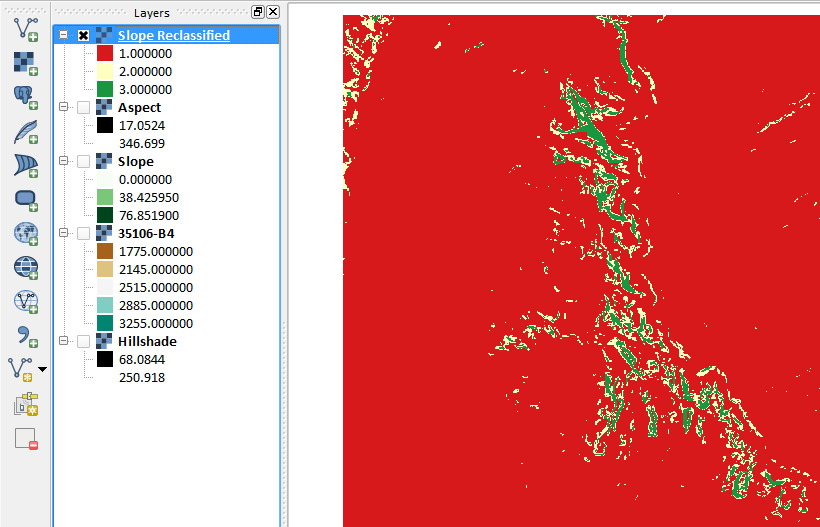 Layers
Slope Reclassified
1.000000
2.000000
3.000000
Aspect
17.0524
346.699
Slope
0.000000
38.425950
76.851900
35106-B4
1775.000000
2145.000000
2515.000000
2885.000000
3255.000000
Hillshade
68.0844
250.918